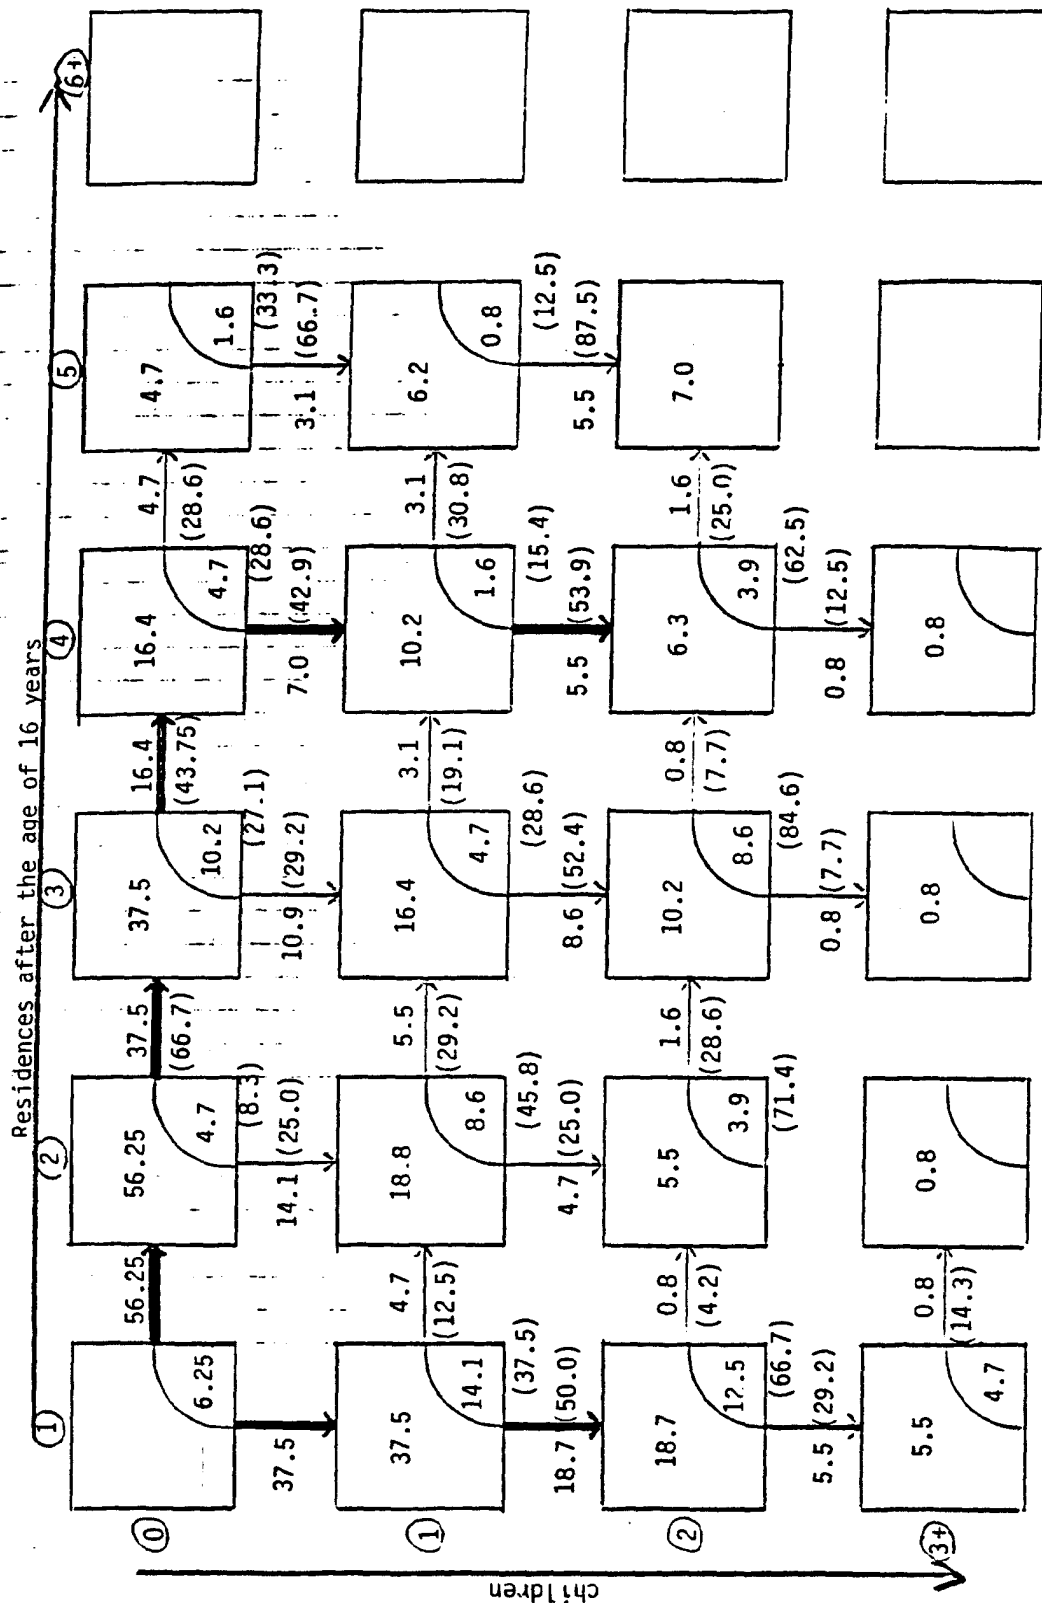 Residences after the age of 16 years
1 2 3 4 5 (6+
children
0
6.25 56.25 56.25 4.7 37.5 (66.7) 37.5 10.2 16.4 (43.75) 16.4 4.7 4.7 (28.6) 4.7 1.6
(8.3) (27.1) (28.6) (33.3)
37.5 14.1 (25.0) 10.9 (29.2) 7.0 (42.9) 3.1 (66.7)
1
37.5 14.1 4.7 (12.5) 18.8 8.6 5.5 (29.2) 16.4 4.7 3.1 (19.1) 10.2 1.6 3.1 (30.8) 6.2 0.8
(37.5) (45.8) (28.6) (15.4) (12.5)
18.7 (50.0) 4.7 (25.0) 8.6 (52.4) 5.5 (53.9) 5.5 (87.5)
2
18.7 12.5 0.8 (4.2) 5.5 3.9 1.6 (28.6) 10.2 8.6 0.8 (7.7) 6.3 3.9 1.6 (25.0) 7.0
(66.7) (71.4) (84.6) (62.5)
5.5 (29.2) 0.8 (7.7) 0.8 (12.5)
(3+
5.5 4.7 0.8 (14.3) 0.8 0.8 0.8